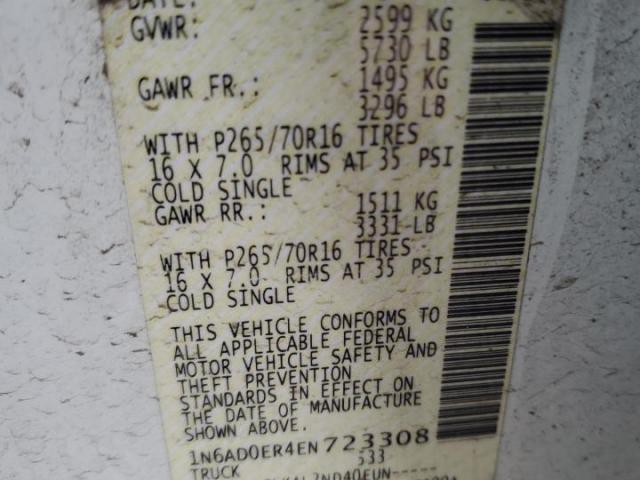 DATE:
GVWR: 2599 KG
5730 LB
GAWR FR.: 1495 KG
3296 LB
WITH P265/70R16 TIRES
16 X 7.0 RIMS AT 35 PSI
COLD SINGLE
GAWR RR.: 1511 KG
3331 LB
WITH P265/70R16 TIRES
16 X 7.0 RIMS AT 35 PSI
COLD SINGLE
THIS VEHICLE CONFORMS TO
ALL APPLICABLE FEDERAL
MOTOR VEHICLE SAFETY AND
THEFT PREVENTION
STANDARDS IN EFFECT ON
THE DATE OF MANUFACTURE
SHOWN ABOVE.
1N6AD0ER4EN723308
TRUCK 533